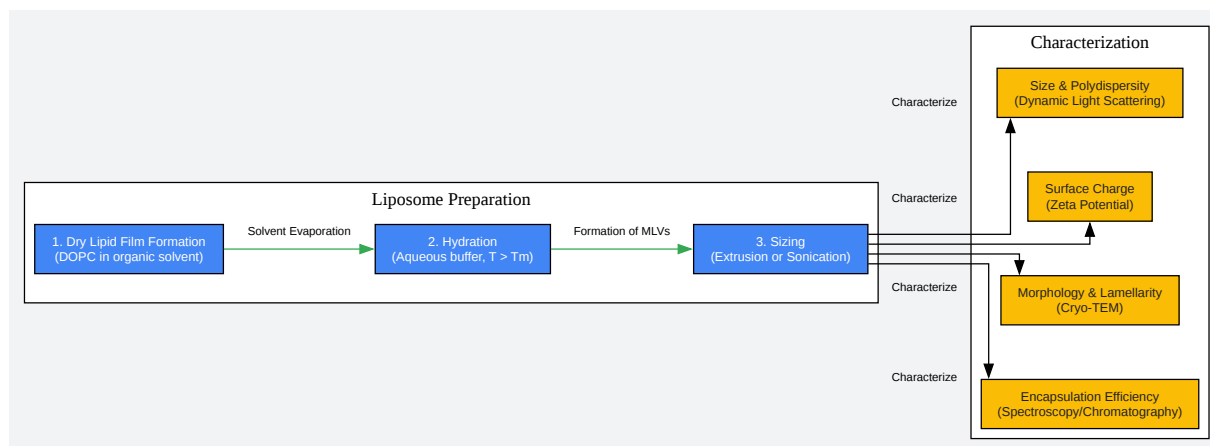 Liposome Preparation
1. Dry Lipid Film Formation
(DOPC in organic solvent)
Solvent Evaporation
2. Hydration
(Aqueous buffer, T > Tm)
Formation of MLVs
3. Sizing
(Extrusion or Sonication)
Characterize
Characterize
Characterize
Characterize
Characterization
Size & Polydispersity
(Dynamic Light Scattering)
Surface Charge
(Zeta Potential)
Morphology & Lamellarity
(Cryo-TEM)
Encapsulation Efficiency
(Spectroscopy/Chromatography)